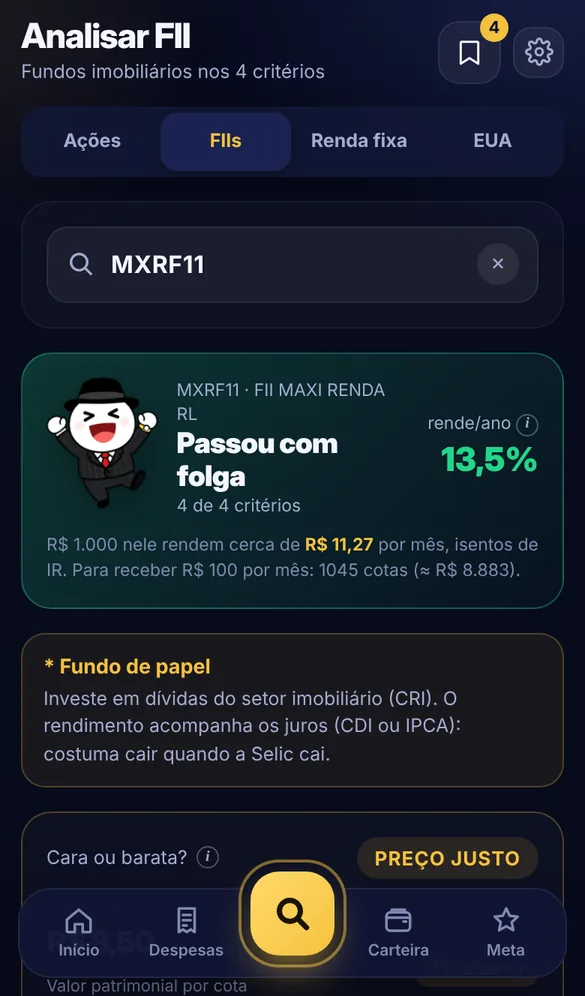 Analisar FII
4
Fundos imobiliários nos 4 critérios
Ações
FIIs
Renda fixa
EUA
MXRF11
MXRF11 · FII MAXI RENDA
RL
Passou com
folga
4 de 4 critérios
rende/ano i
13,5%
R$ 1.000 nele rendem cerca de R$ 11,27 por mês, isentos de
IR. Para receber R$ 100 por mês: 1045 cotas (≈ R$ 8.883).
* Fundo de papel
Investe em dívidas do setor imobiliário (CRI). O
rendimento acompanha os juros (CDI ou IPCA):
costuma cair quando a Selic cai.
Cara ou barata? i
PREÇO JUSTO
Início
Despesas
Carteira
Meta
Valor patrimonial por cota